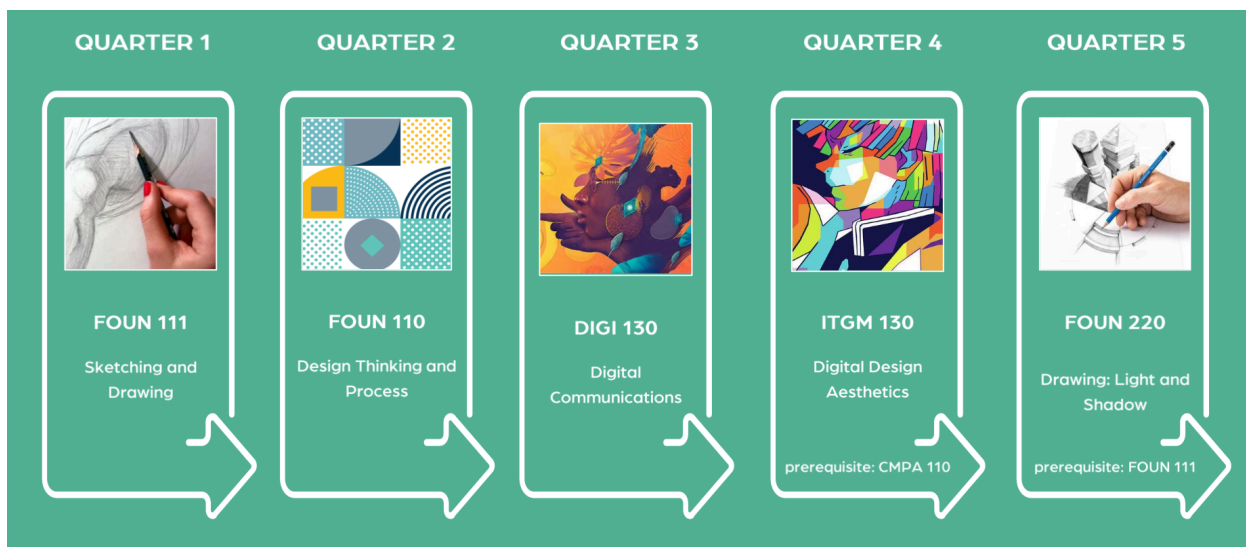 QUARTER 1
QUARTER 2
QUARTER 3
QUARTER 4
QUARTER 5
FOUN 111
Sketching and
Drawing
FOUN 110
Design Thinking and
Process
DIGI 130
Digital
Communications
ITGM 130
Digital Design
Aesthetics
prerequisite: CMPA 110
FOUN 220
Drawing: Light and
Shadow
prerequisite: FOUN 111